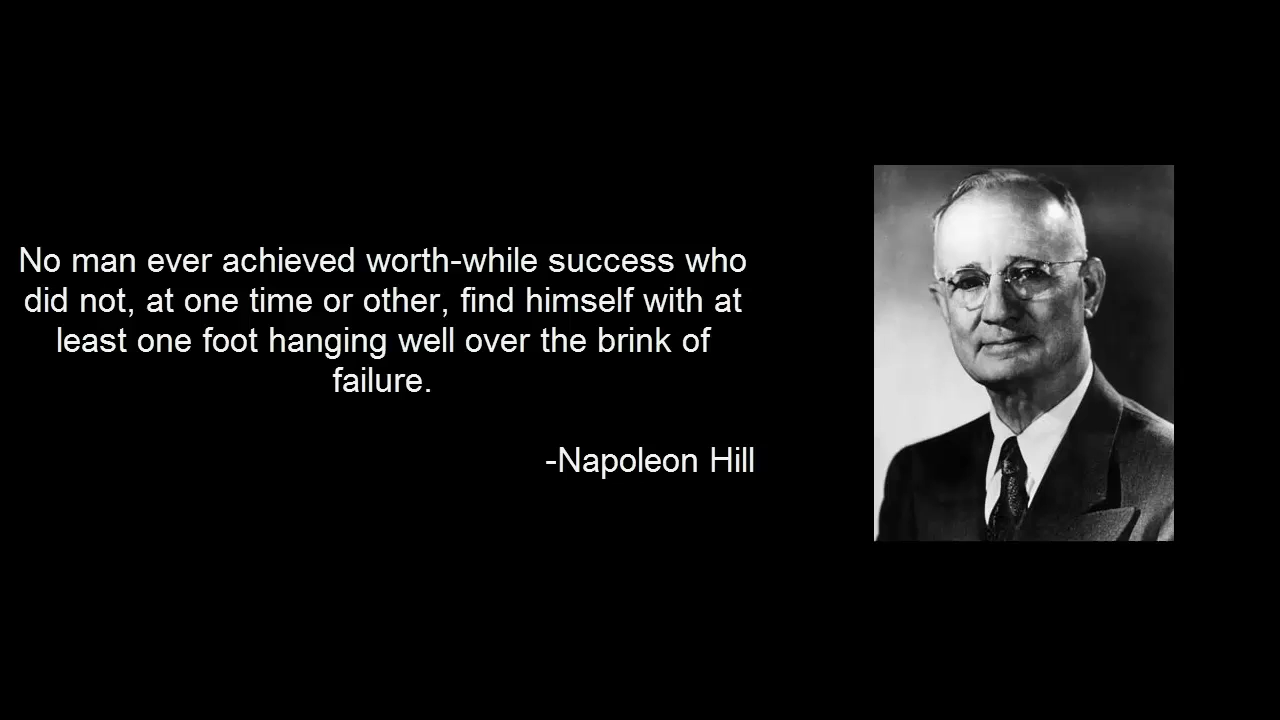 No man ever achieved worth-while success who
did not, at one time or other, find himself with at
least one foot hanging well over the brink of
failure.
-Napoleon Hill